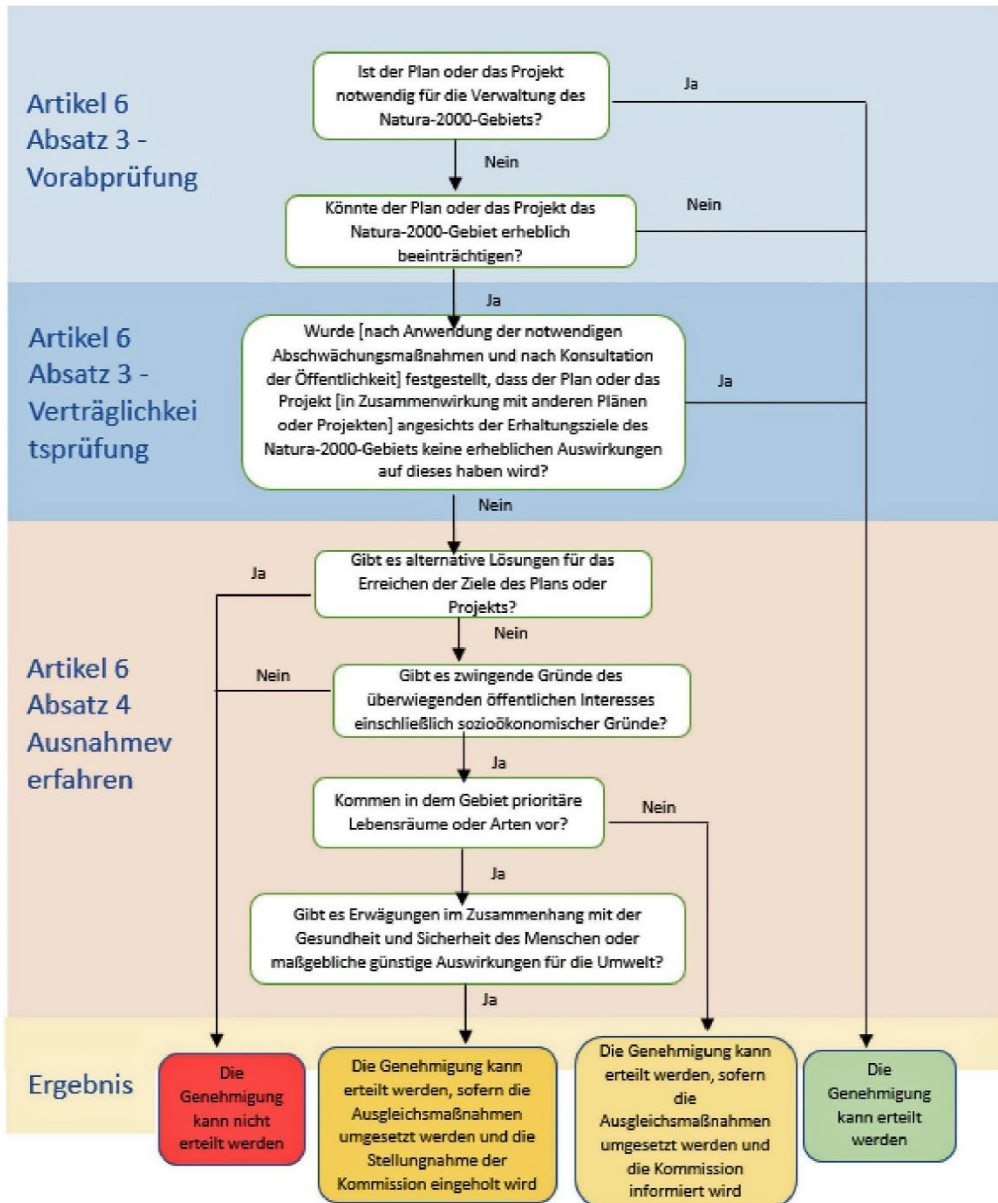 Artikel 6
Absatz 3 -
Vorabprüfung
Ist der Plan oder das Projekt
notwendig für die Verwaltung des
Natura-2000-Gebiets?
Ja
Nein
Könnte der Plan oder das Projekt das
Natura-2000-Gebiet erheblich
beeinträchtigen?
Nein
Ja
Artikel 6
Absatz 3 -
Verträglichkei
tsprüfung
Wurde [nach Anwendung der notwendigen
Abschwächungsmaßnahmen und nach Konsultation
der Öffentlichkeit] festgestellt, dass der Plan oder das
Projekt [in Zusammenwirkung mit anderen Plänen
oder Projekten] angesichts der Erhaltungsziele des
Natura-2000-Gebiets keine erheblichen Auswirkungen
auf dieses haben wird?
Ja
Nein
Artikel 6
Absatz 4
Ausnahmev
erfahren
Gibt es alternative Lösungen für das
Erreichen der Ziele des Plans oder
Projekts?
Ja
Nein
Gibt es zwingende Gründe des
überwiegenden öffentlichen Interesses
einschließlich sozioökonomischer Gründe?
Nein
Ja
Kommen in dem Gebiet prioritäre
Lebensräume oder Arten vor?
Nein
Ja
Gibt es Erwägungen im Zusammenhang mit der
Gesundheit und Sicherheit des Menschen oder
maßgebliche günstige Auswirkungen für die Umwelt?
Ja
Ergebnis
Die
Genehmigung
kann nicht
erteilt werden
Die Genehmigung kann
erteilt werden, sofern die
Ausgleichsmaßnahmen
umgesetzt werden und die
Stellungnahme der
Kommission eingeholt wird
Die Genehmigung kann
erteilt werden, sofern
die
Ausgleichsmaßnahmen
umgesetzt werden und
die Kommission
informiert wird
Die
Genehmigung
kann erteilt
werden